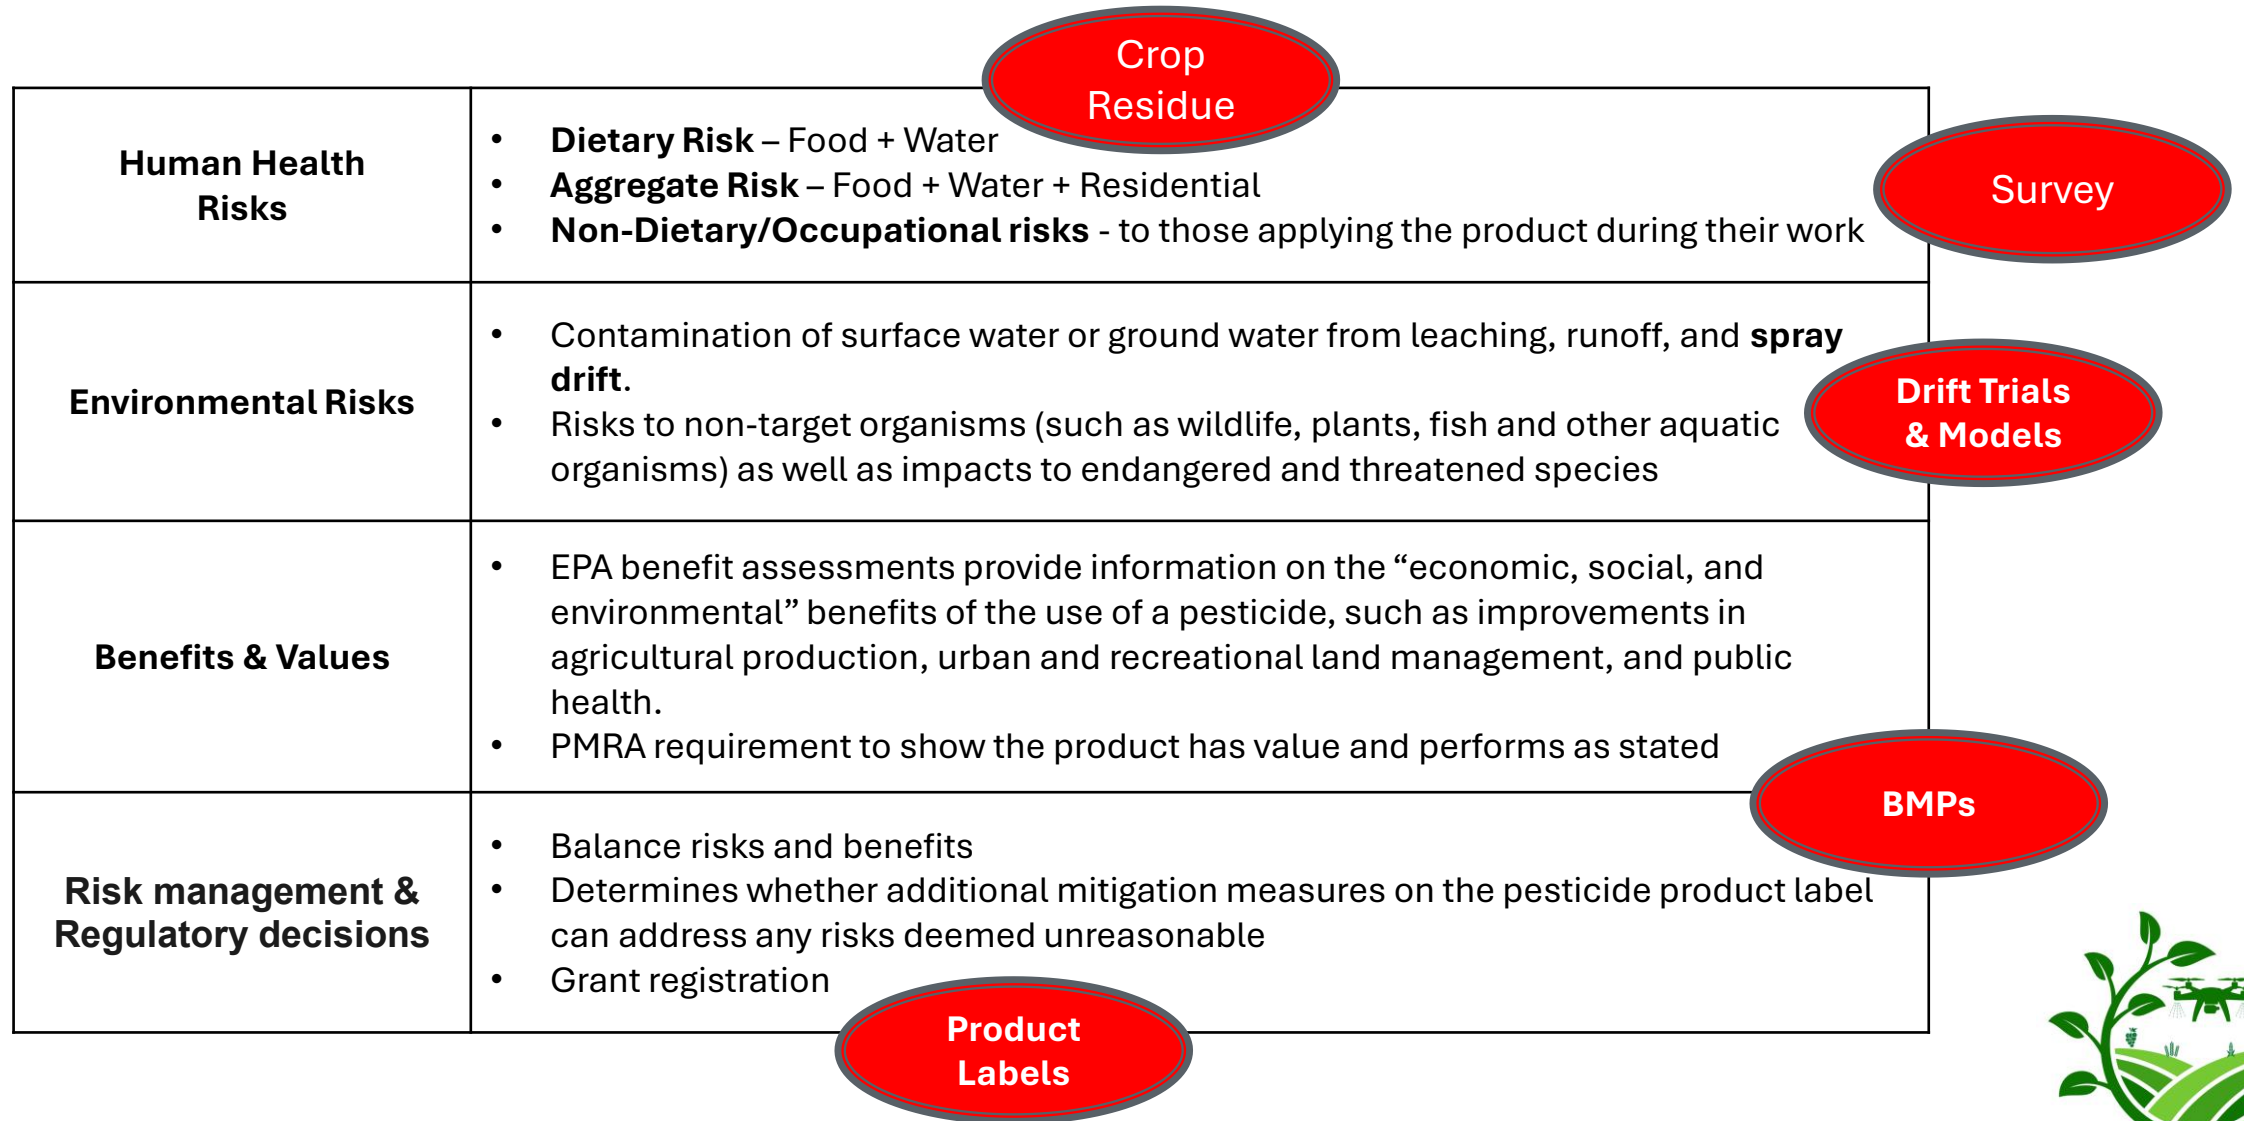 Crop
Residue
Human Health
Risks
• Dietary Risk – Food + Water
• Aggregate Risk – Food + Water + Residential
• Non-Dietary/Occupational risks - to those applying the product during their work
Survey
Environmental Risks
• Contamination of surface water or ground water from leaching, runoff, and spray
drift.
• Risks to non-target organisms (such as wildlife, plants, fish and other aquatic
organisms) as well as impacts to endangered and threatened species
Drift Trials
& Models
Benefits & Values
• EPA benefit assessments provide information on the “economic, social, and
environmental” benefits of the use of a pesticide, such as improvements in
agricultural production, urban and recreational land management, and public
health.
• PMRA requirement to show the product has value and performs as stated
BMPs
Risk management &
Regulatory decisions
• Balance risks and benefits
• Determines whether additional mitigation measures on the pesticide product label
can address any risks deemed unreasonable
• Grant registration
Product
Labels